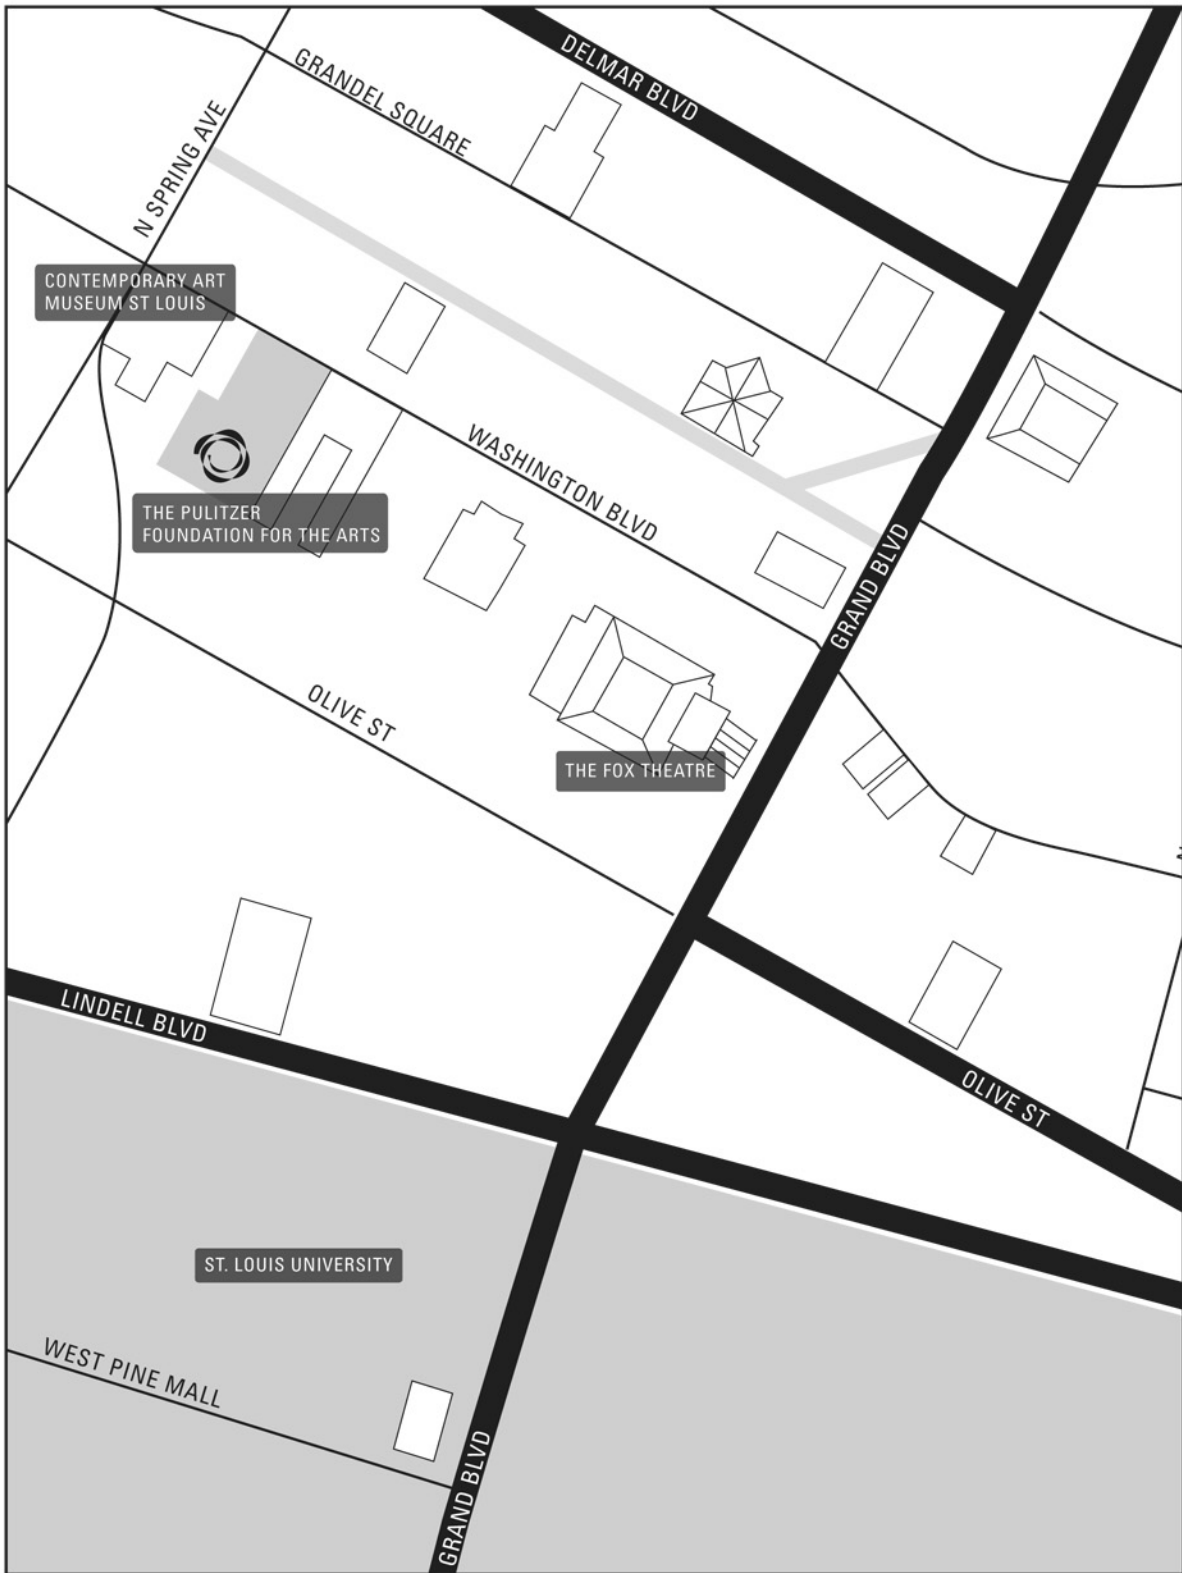 DELMAR BLVD
GRANDEL SQUARE
N SPRING AVE
CONTEMPORARY ART
MUSEUM ST LOUIS
WASHINGTON BLVD
THE PULITZER
FOUNDATION FOR THE ARTS
GRAND BLVD
OLIVE ST
THE FOX THEATRE
LINDELL BLVD
OLIVE ST
ST. LOUIS UNIVERSITY
WEST PINE MALL
GRAND BLVD